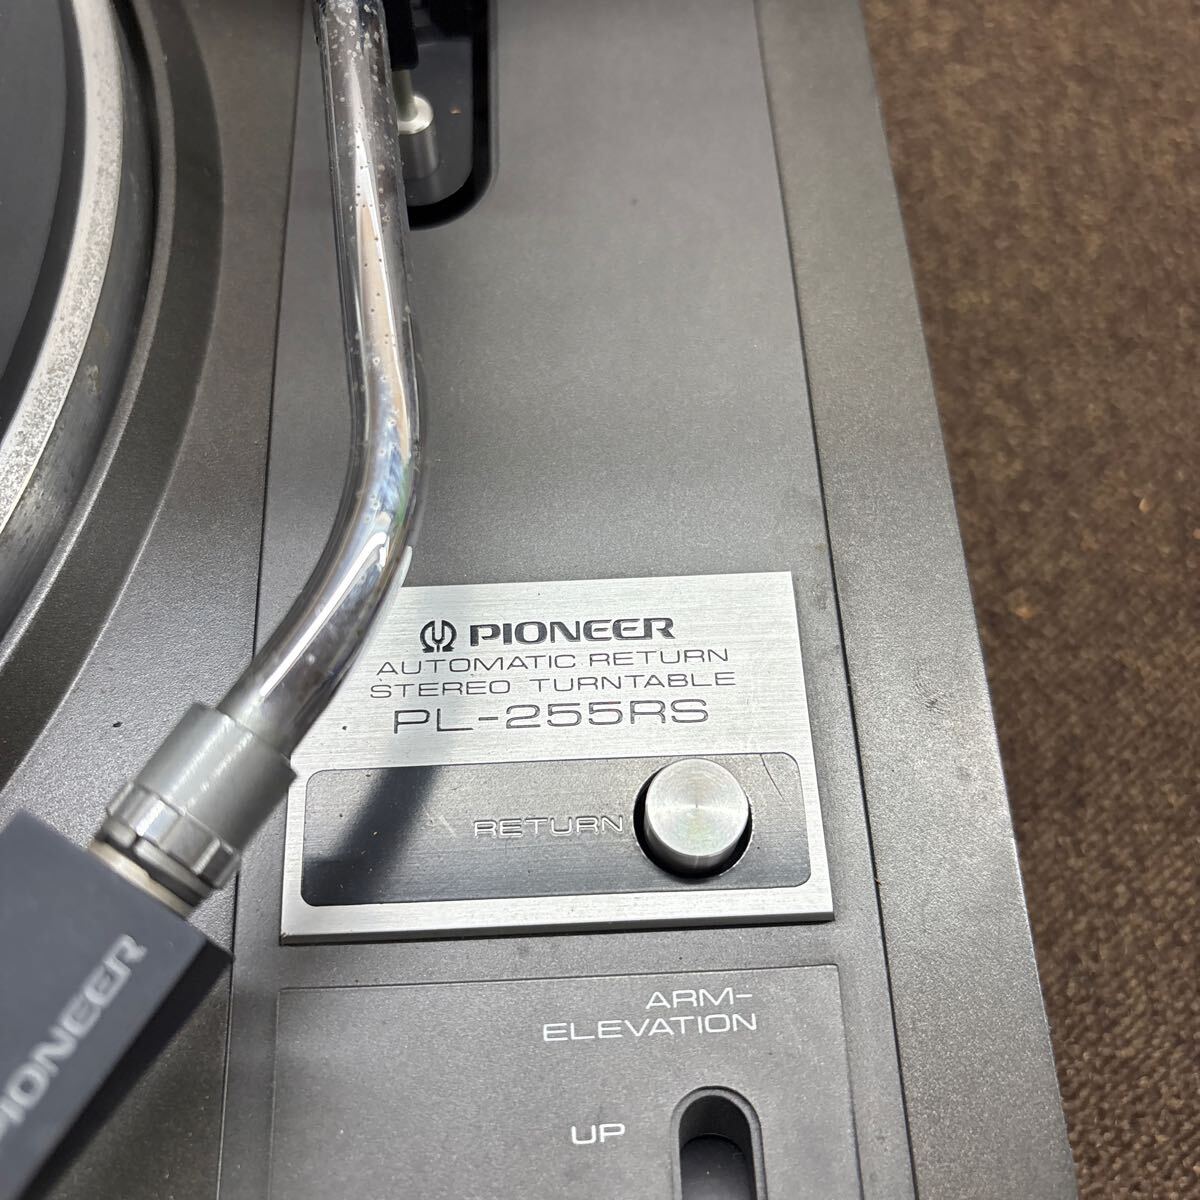 PIONEER
AUTOMATIC RETURN
STEREO TURNTABLE
PL-255RS
RETURN
PIONEER
ARM-
ELEVATION
UP